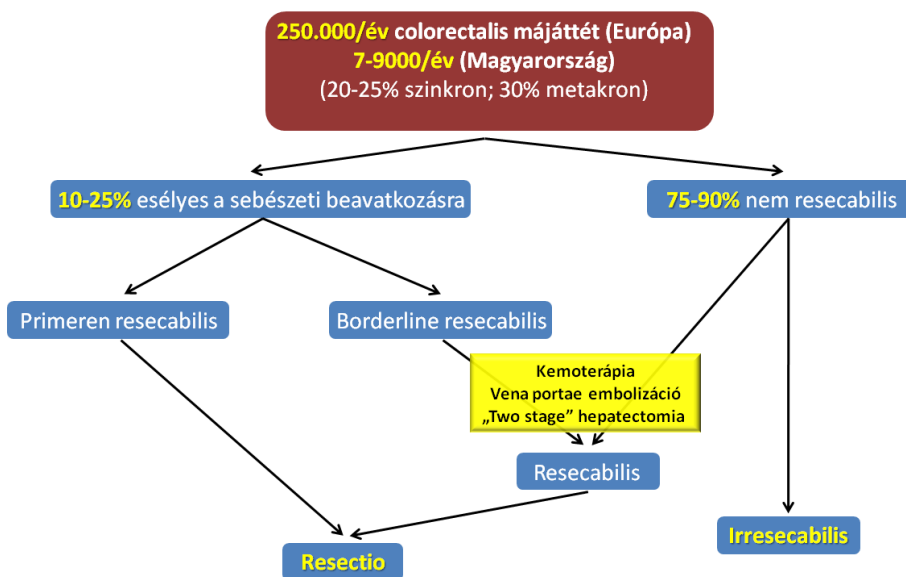 250.000/év colorectalis májáttét (Európa)
7-9000/év (Magyarország)
(20-25% szinkron; 30% metakron)
10-25% esélyes a sebészeti beavatkozásra
75-90% nem resecabilis
Primeren resecabilis
Borderline resecabilis
Kemoterápia
Vena portae embolizáció
„Two stage” hepatectomia
Resecabilis
Irresecabilis
Resectio